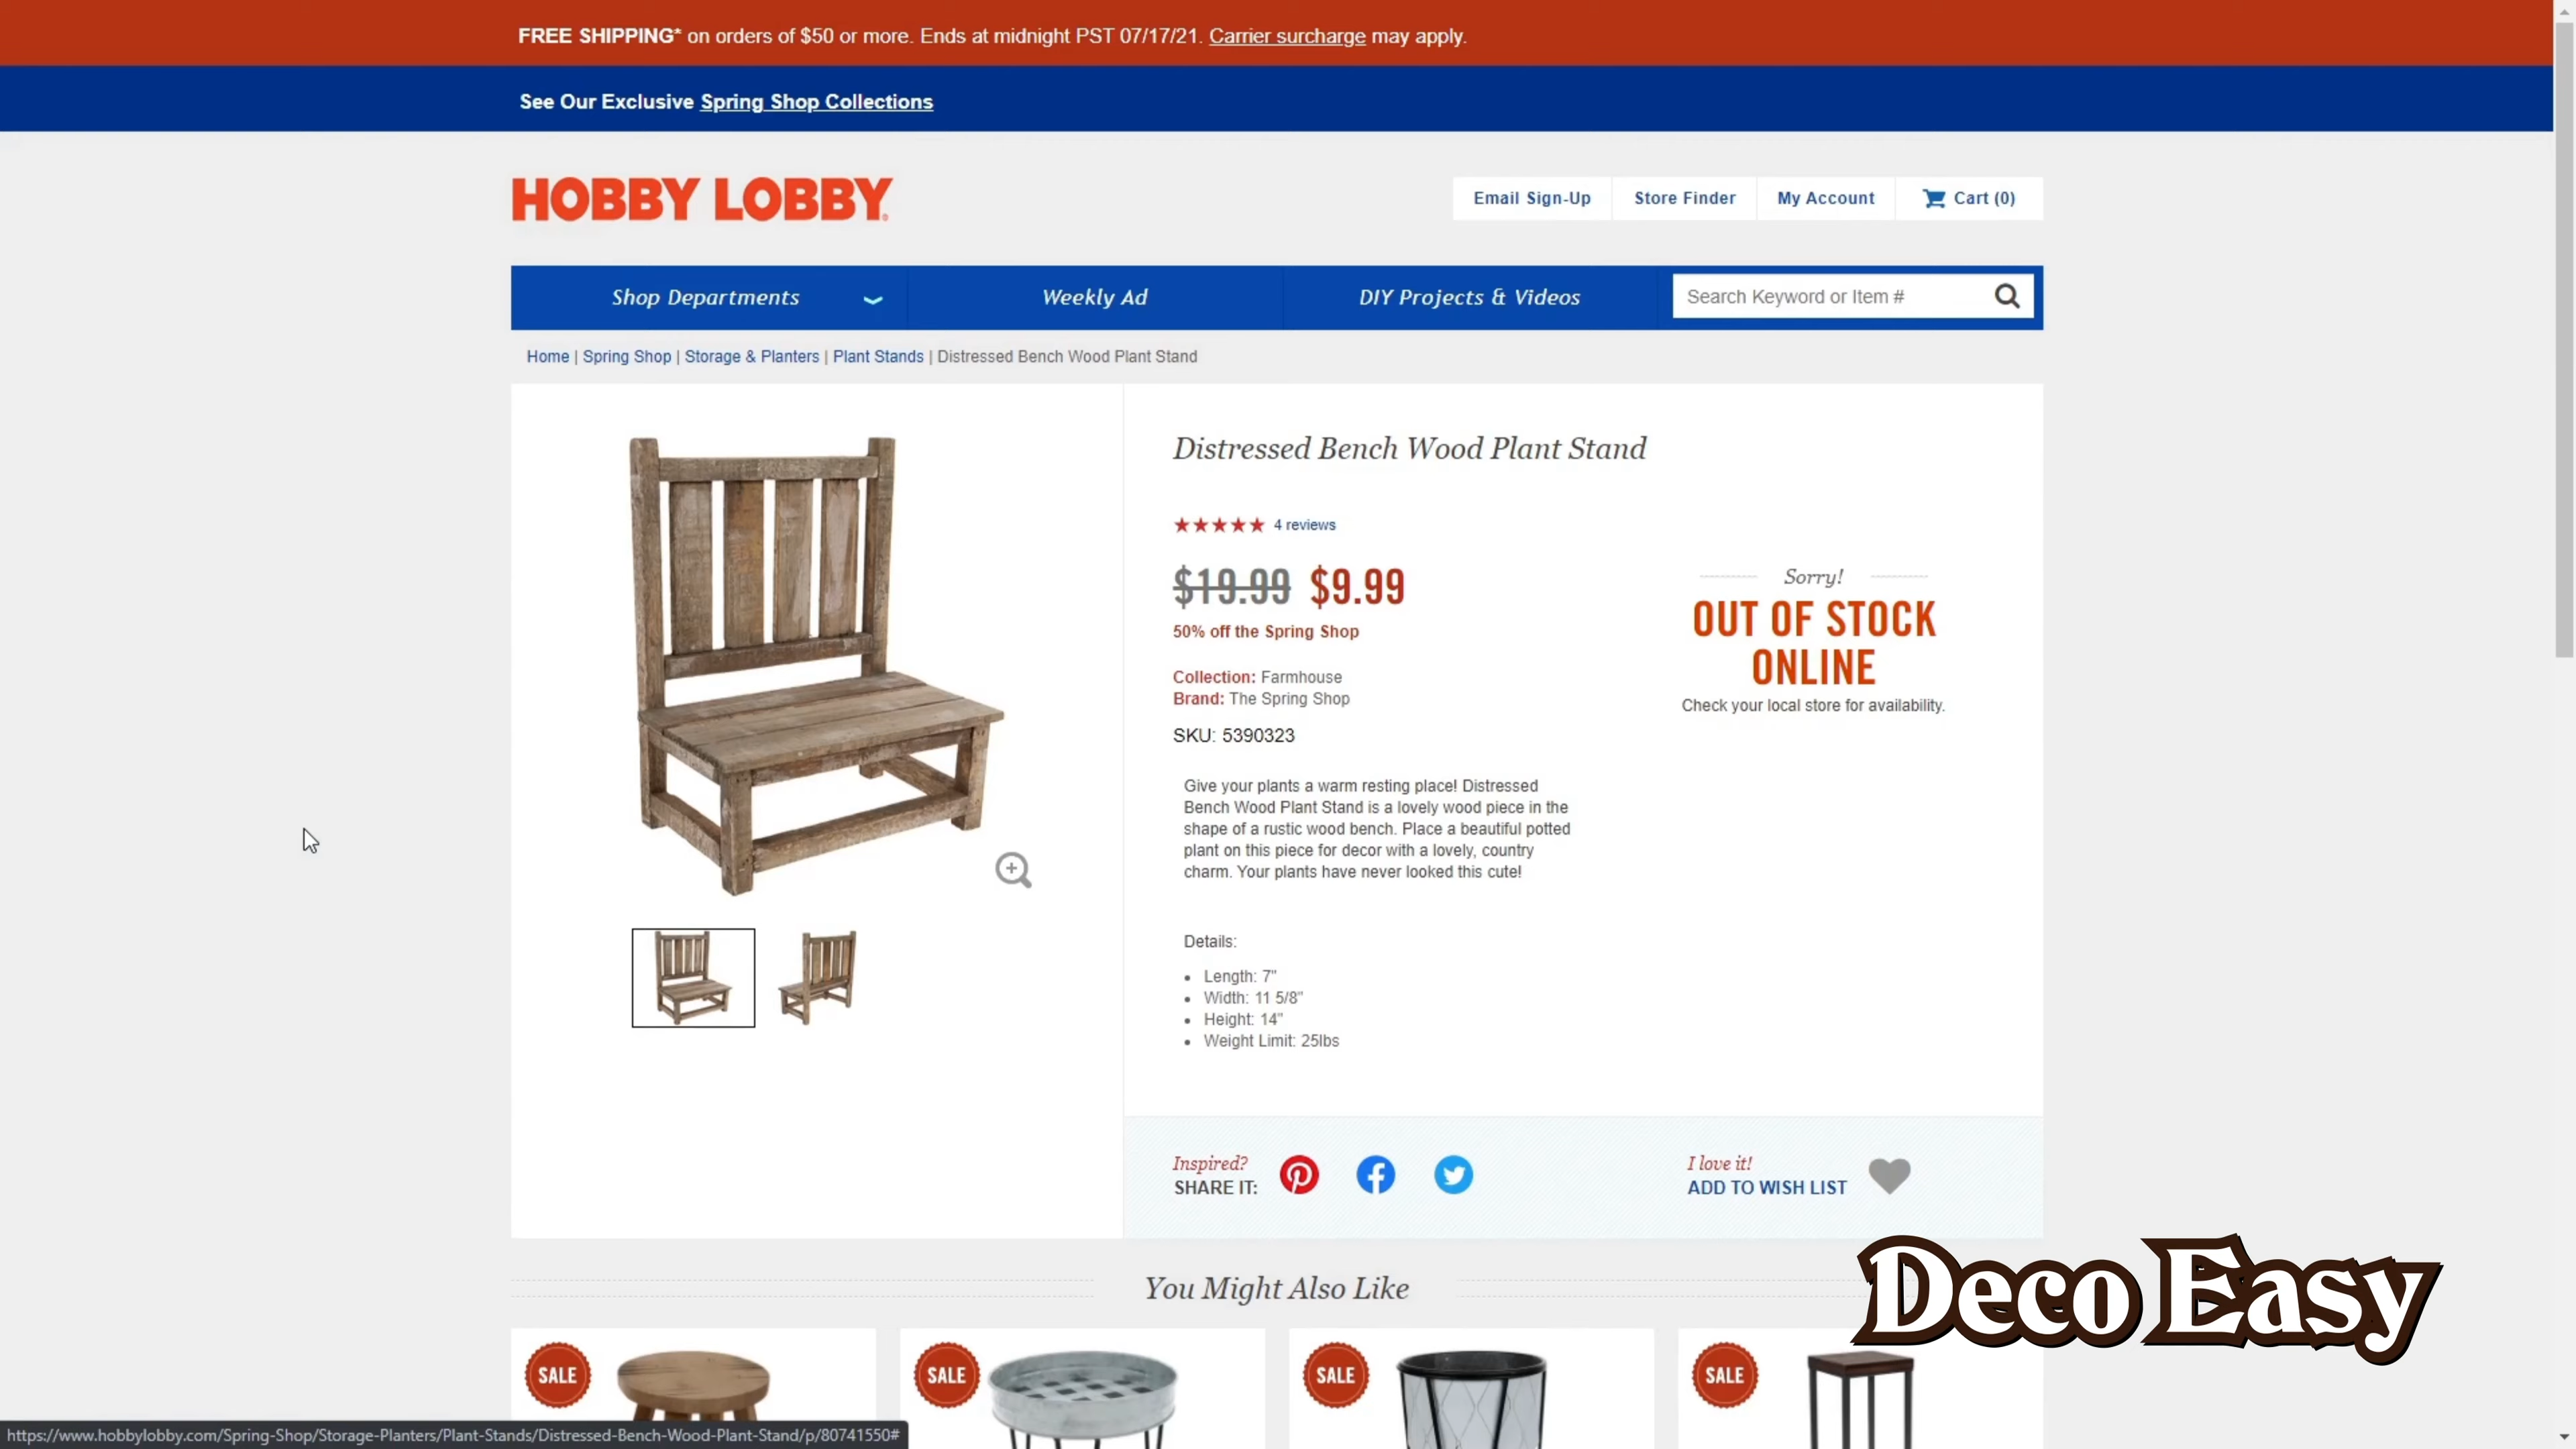 FREE SHIPPING* on orders of $50 or more. Ends at midnight PST 07/17/21. Carrier surcharge may apply.
See Our Exclusive Spring Shop Collections
HOBBY LOBBY
Email Sign-Up
Store Finder
My Account
Cart (0)
Shop Departments
Weekly Ad
DIY Projects & Videos
Search Keyword or Item #
Home | Spring Shop | Storage & Planters | Plant Stands | Distressed Bench Wood Plant Stand
Distressed Bench Wood Plant Stand
4 reviews
$19.99 $9.99
50% off the Spring Shop
Collection: Farmhouse
Brand: The Spring Shop
SKU: 5390323
Sorry!
OUT OF STOCK
ONLINE
Check your local store for availability.
Give your plants a warm resting place! Distressed
Bench Wood Plant Stand is a lovely wood piece in the
shape of a rustic wood bench. Place a beautiful potted
plant on this piece for decor with a lovely, country
charm. Your plants have never looked this cute!
Details:
• Length: 7"
• Width: 11 5/8"
• Height: 14"
• Weight Limit: 25lbs
Inspired?
SHARE IT:
I love it!
ADD TO WISH LIST
You Might Also Like
Deco Easy
SALE
SALE
SALE
SALE
https://www.hobbylobby.com/Spring-Shop/Storage-Planters/Plant-Stands/Distressed-Bench-Wood-Plant-Stand/p/80741550#